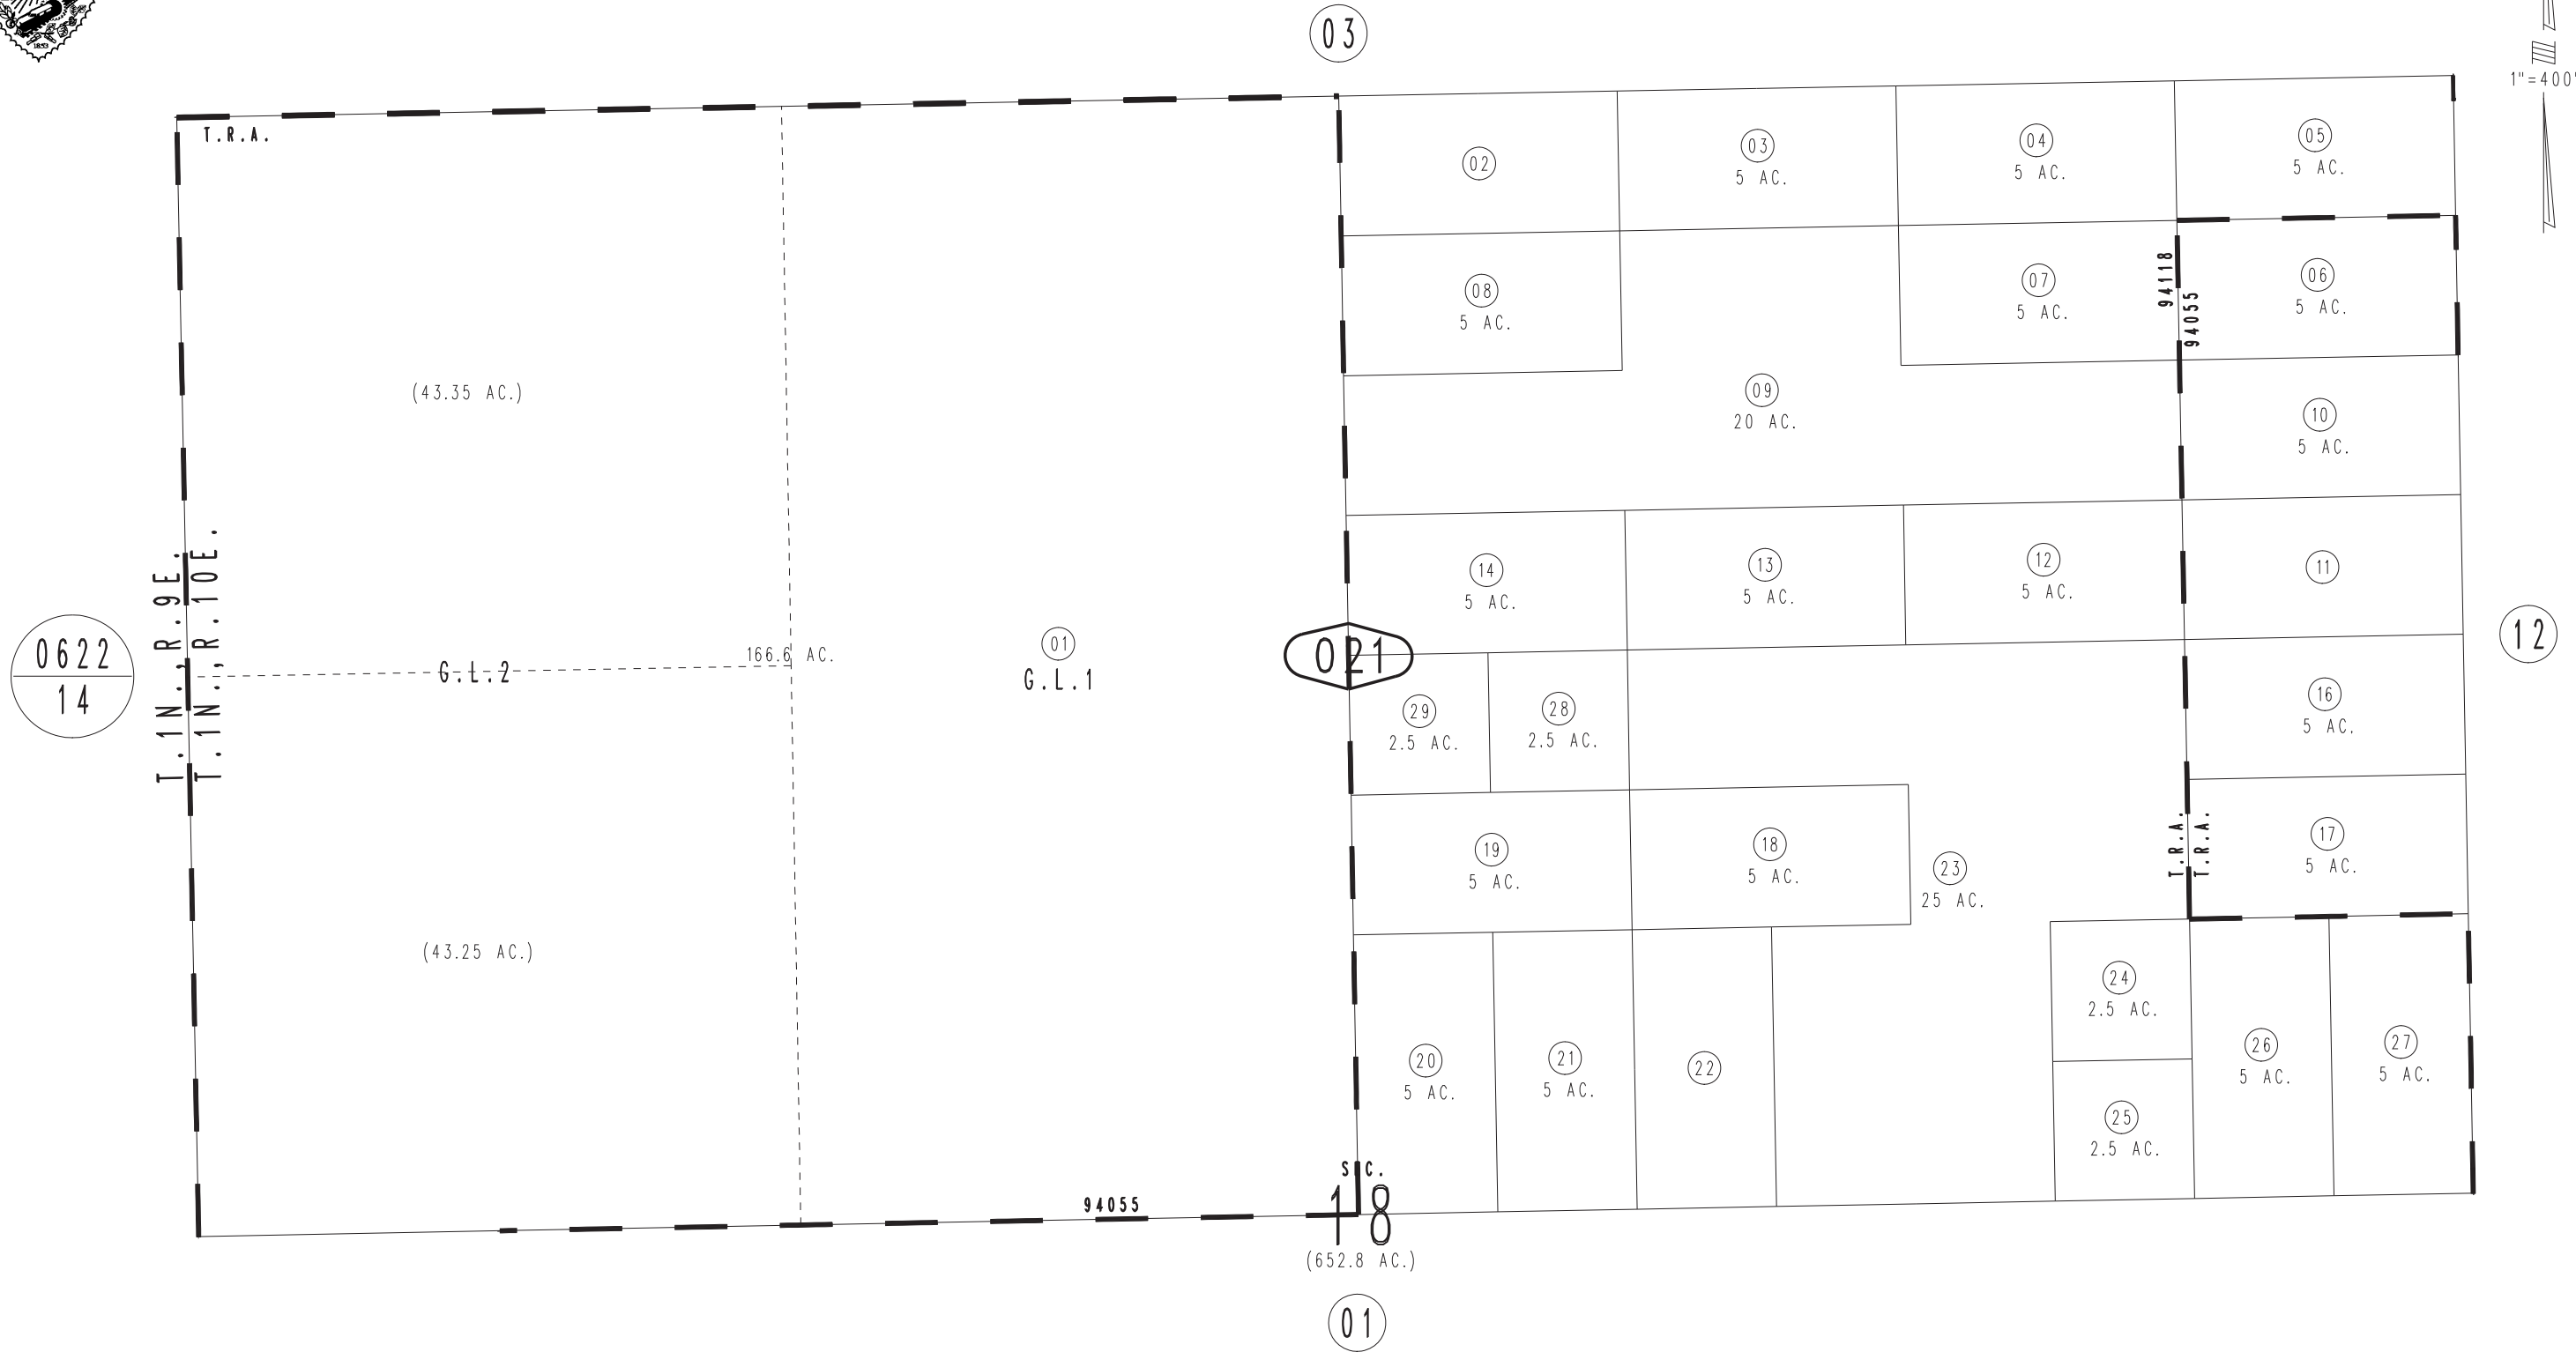 1853
03
1"=400'
T.R.A.
02
03
5 AC.
04
5 AC.
05
5 AC.
08
5 AC.
07
5 AC.
94118
94055
06
5 AC.
(43.35 AC.)
09
20 AC.
10
5 AC.
14
5 AC.
13
5 AC.
12
5 AC.
11
T.1N.,R.9E.
T.1N.,R.10E.
0622
14
G.L.2
166.6 AC.
01
G.L.1
021
12
29
2.5 AC.
28
2.5 AC.
16
5 AC.
19
5 AC.
18
5 AC.
23
25 AC.
T.R.A.
T.R.A.
17
5 AC.
(43.25 AC.)
24
2.5 AC.
20
5 AC.
21
5 AC.
22
26
5 AC.
27
5 AC.
25
2.5 AC.
94055
18
(652.8 AC.)
01